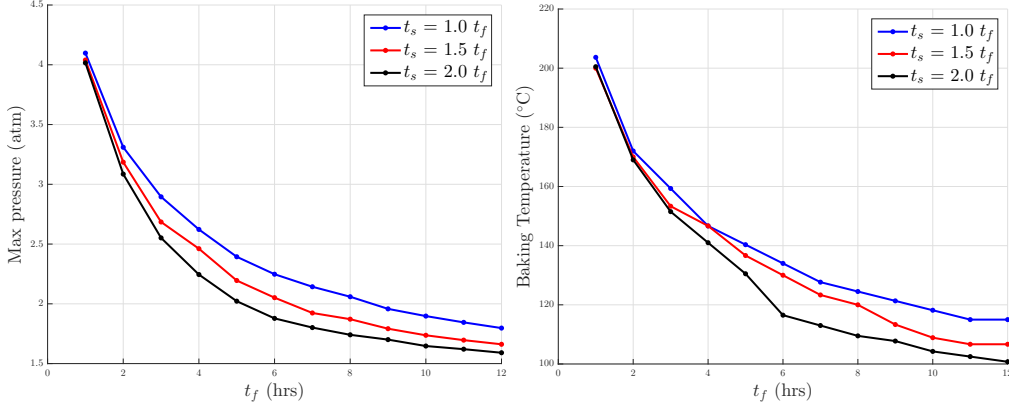 4.5
4
3.5
3
2.5
2
1.5
0
2
4
6
8
10
12
Max pressure (atm)
t_f (hrs)
t_s = 1.0 t_f
t_s = 1.5 t_f
t_s = 2.0 t_f
220
200
180
160
140
120
100
0
2
4
6
8
10
12
Baking Temperature (°C)
t_f (hrs)
t_s = 1.0 t_f
t_s = 1.5 t_f
t_s = 2.0 t_f